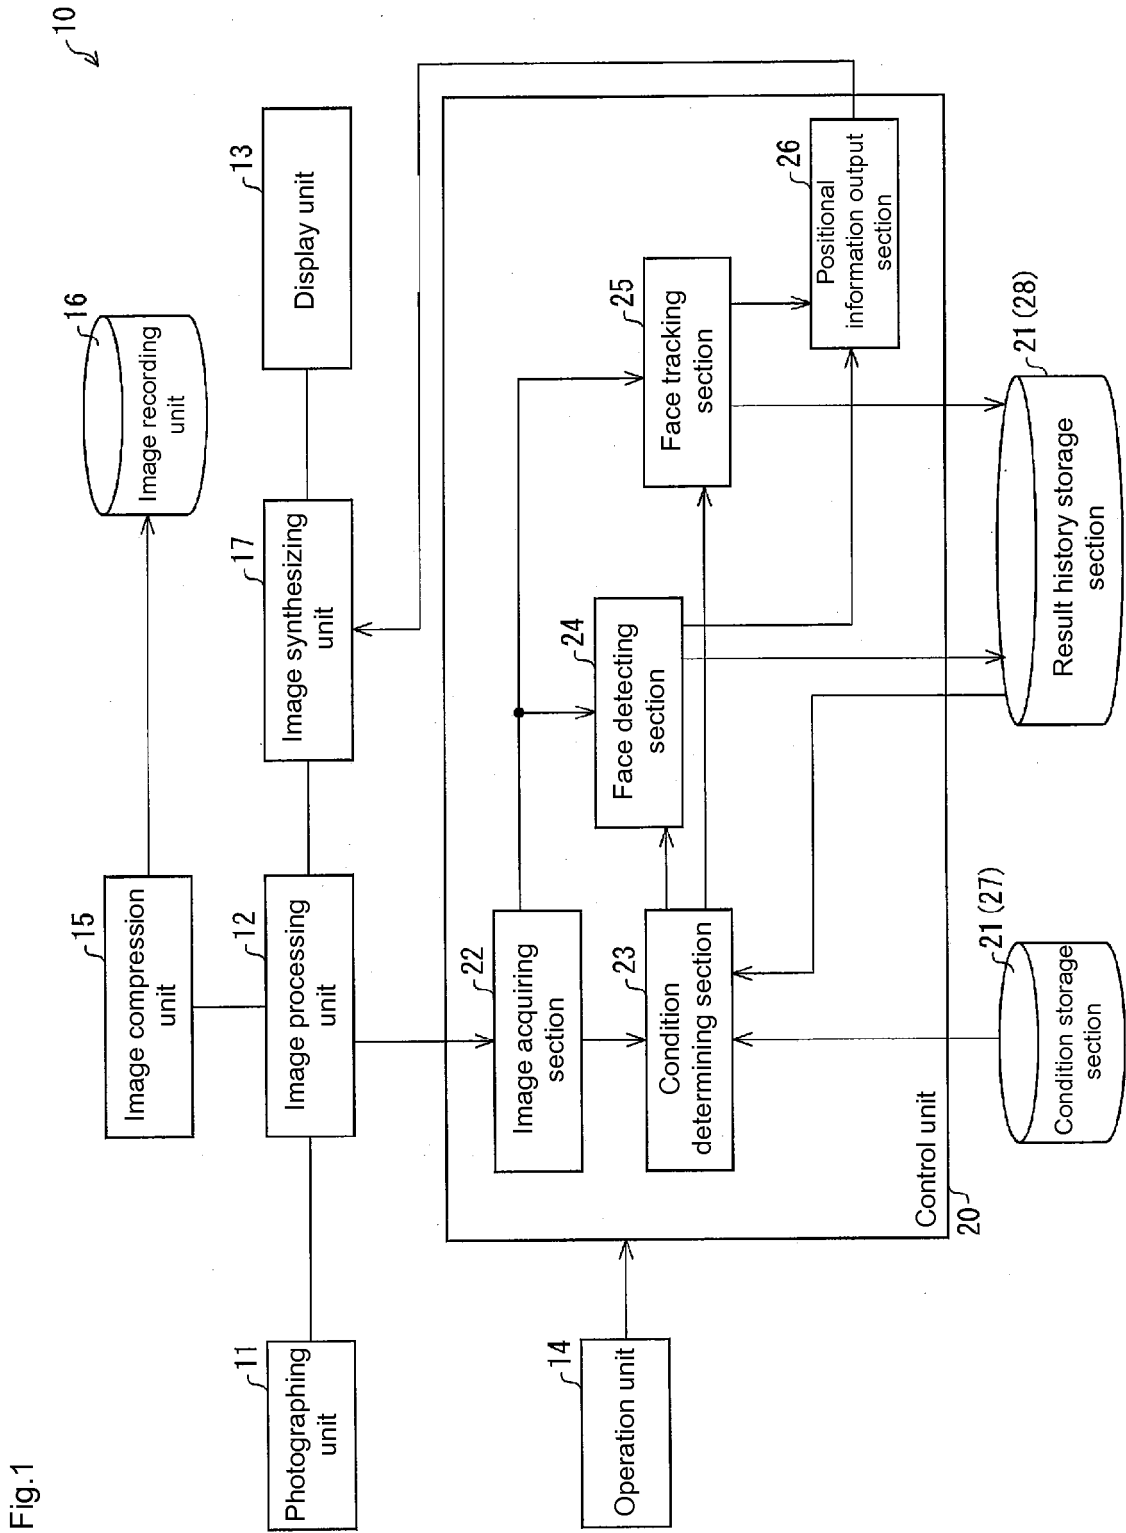 Fig.1
10
16
Image recording
unit
15
Image compression
unit
11
Photographing
unit
12
Image processing
unit
17
Image synthesizing
unit
13
Display unit
14
Operation unit
22
Image acquiring
section
23
Condition
determining section
24
Face detecting
section
25
Face tracking
section
26
Positional
information output
section
Control unit
20
21 (27)
Condition storage
section
21 (28)
Result history storage
section